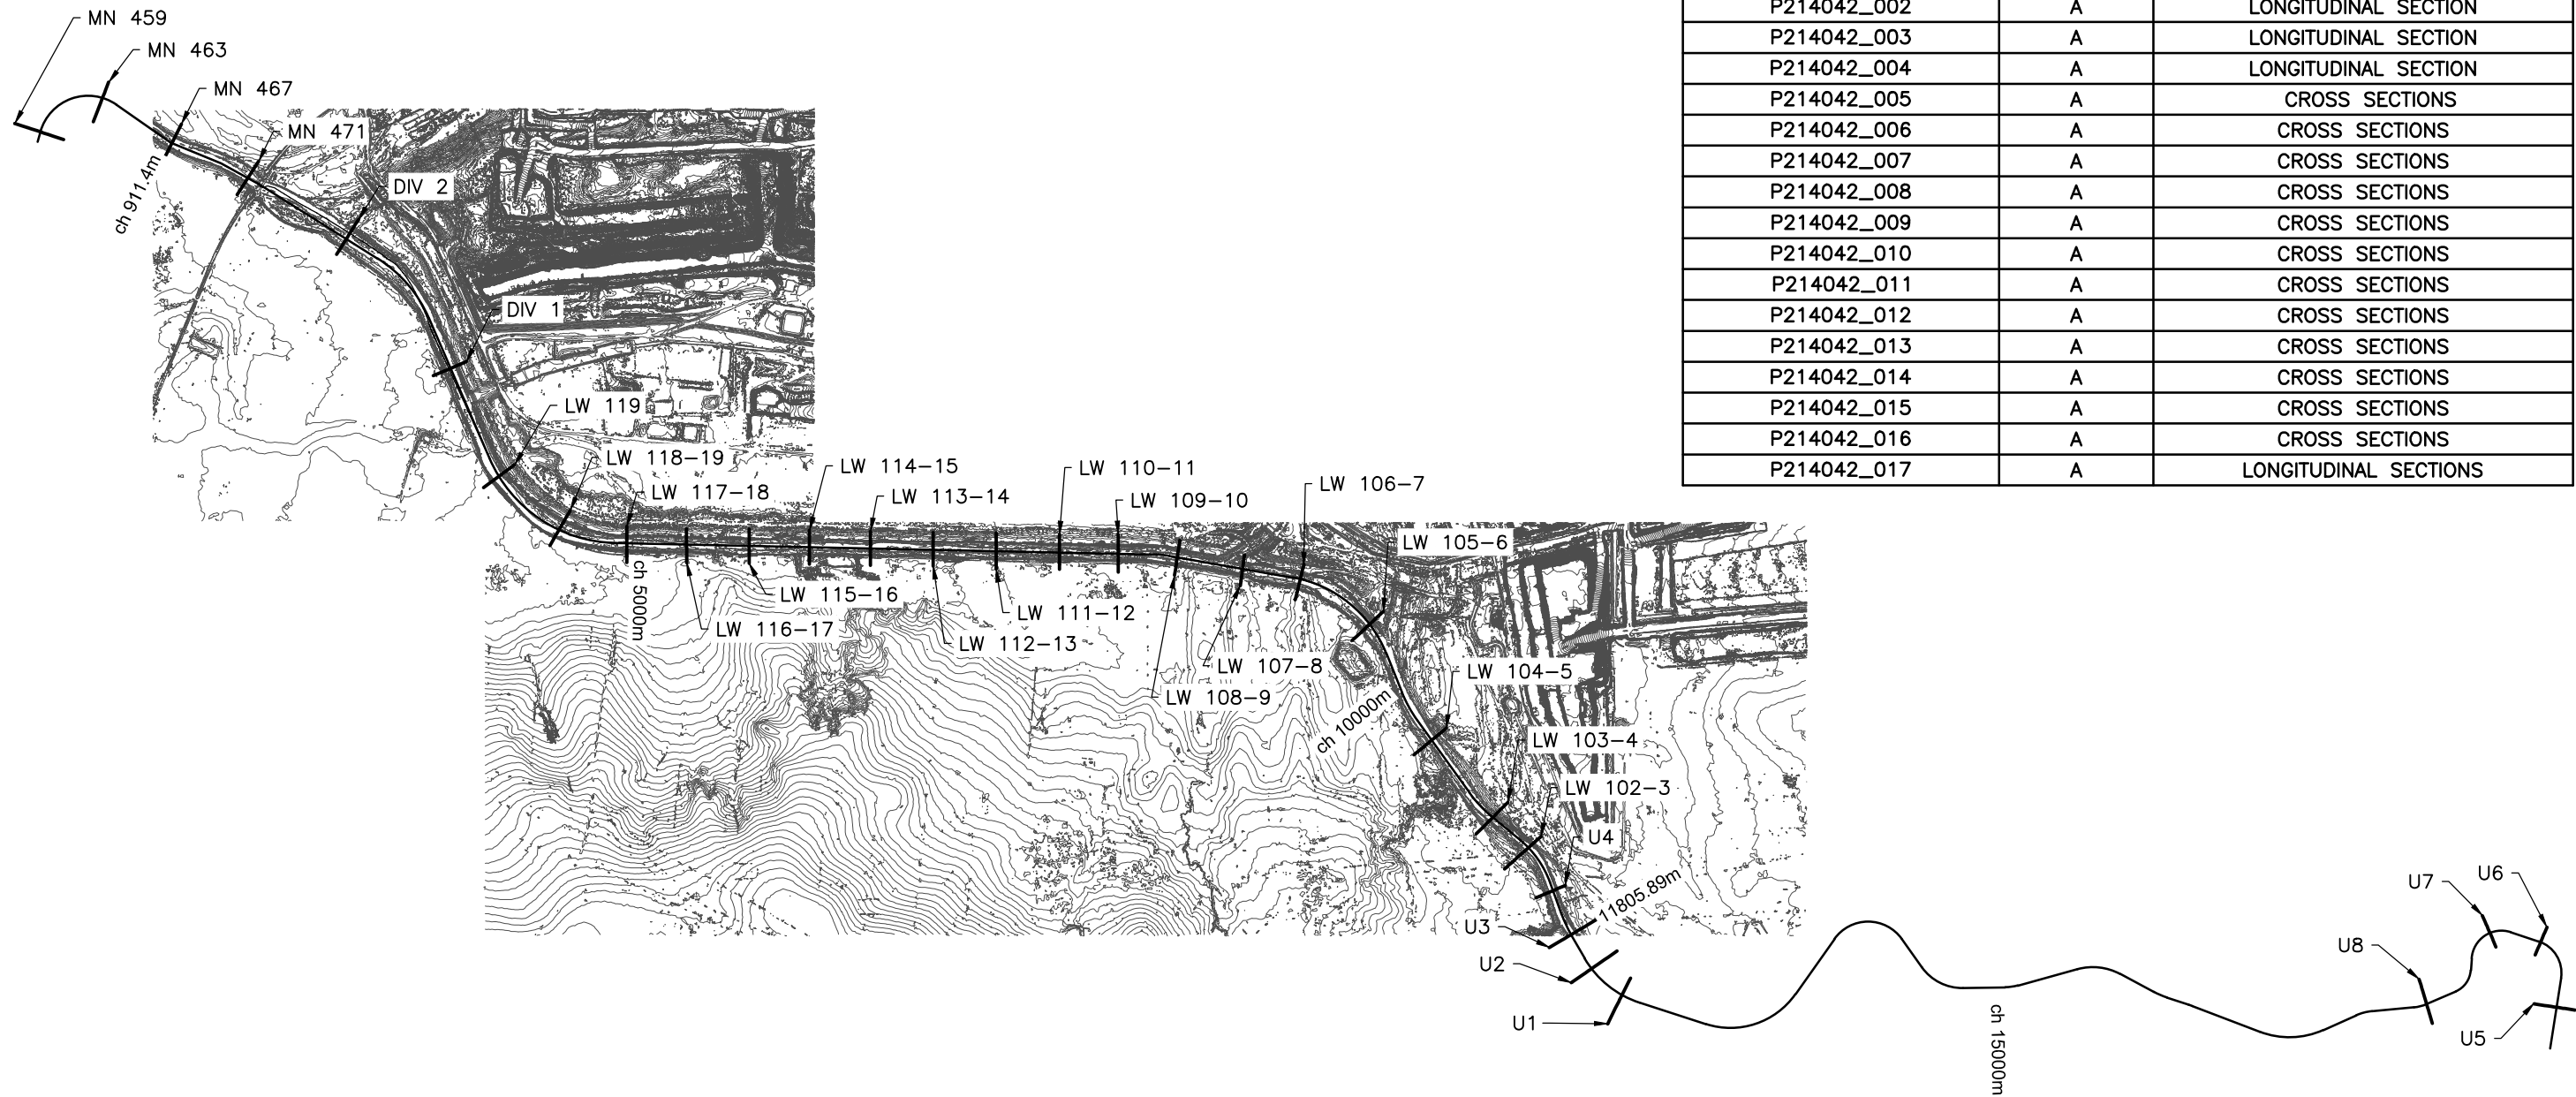 MN 459
MN 463
MN 467
MN 471
ch 911.4m
DIV 2
DIV 1
LW 119
LW 118-19
LW 117-18
ch 5000m
LW 116-17
LW 115-16
LW 114-15
LW 113-14
LW 112-13
LW 111-12
LW 110-11
LW 109-10
LW 108-9
LW 107-8
LW 106-7
LW 105-6
ch 10000m
LW 104-5
LW 103-4
LW 102-3
U4
11805.89m
U3
U2
U1
ch 15000m
U8
U7
U6
U5
P214042_002 A LONGITUDINAL SECTION
P214042_003 A LONGITUDINAL SECTION
P214042_004 A LONGITUDINAL SECTION
P214042_005 A CROSS SECTIONS
P214042_006 A CROSS SECTIONS
P214042_007 A CROSS SECTIONS
P214042_008 A CROSS SECTIONS
P214042_009 A CROSS SECTIONS
P214042_010 A CROSS SECTIONS
P214042_011 A CROSS SECTIONS
P214042_012 A CROSS SECTIONS
P214042_013 A CROSS SECTIONS
P214042_014 A CROSS SECTIONS
P214042_015 A CROSS SECTIONS
P214042_016 A CROSS SECTIONS
P214042_017 A LONGITUDINAL SECTIONS